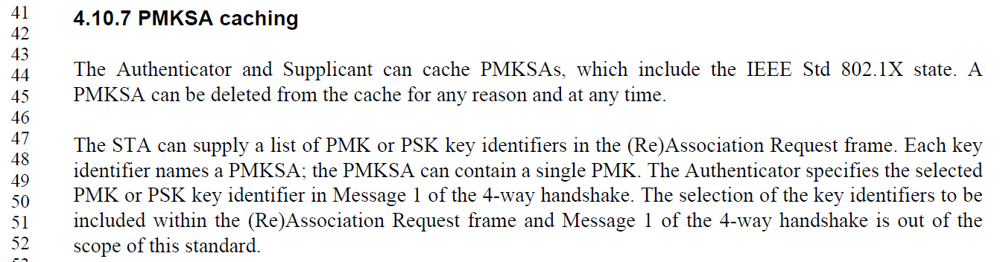 41
42
43
44
45
46
47
48
49
50
51
52
4.10.7 PMKSA caching
The Authenticator and Supplicant can cache PMKSAs, which include the IEEE Std 802.1X state. A
PMKSA can be deleted from the cache for any reason and at any time.
The STA can supply a list of PMK or PSK key identifiers in the (Re)Association Request frame. Each key
identifier names a PMKSA; the PMKSA can contain a single PMK. The Authenticator specifies the selected
PMK or PSK key identifier in Message 1 of the 4-way handshake. The selection of the key identifiers to be
included within the (Re)Association Request frame and Message 1 of the 4-way handshake is out of the
scope of this standard.